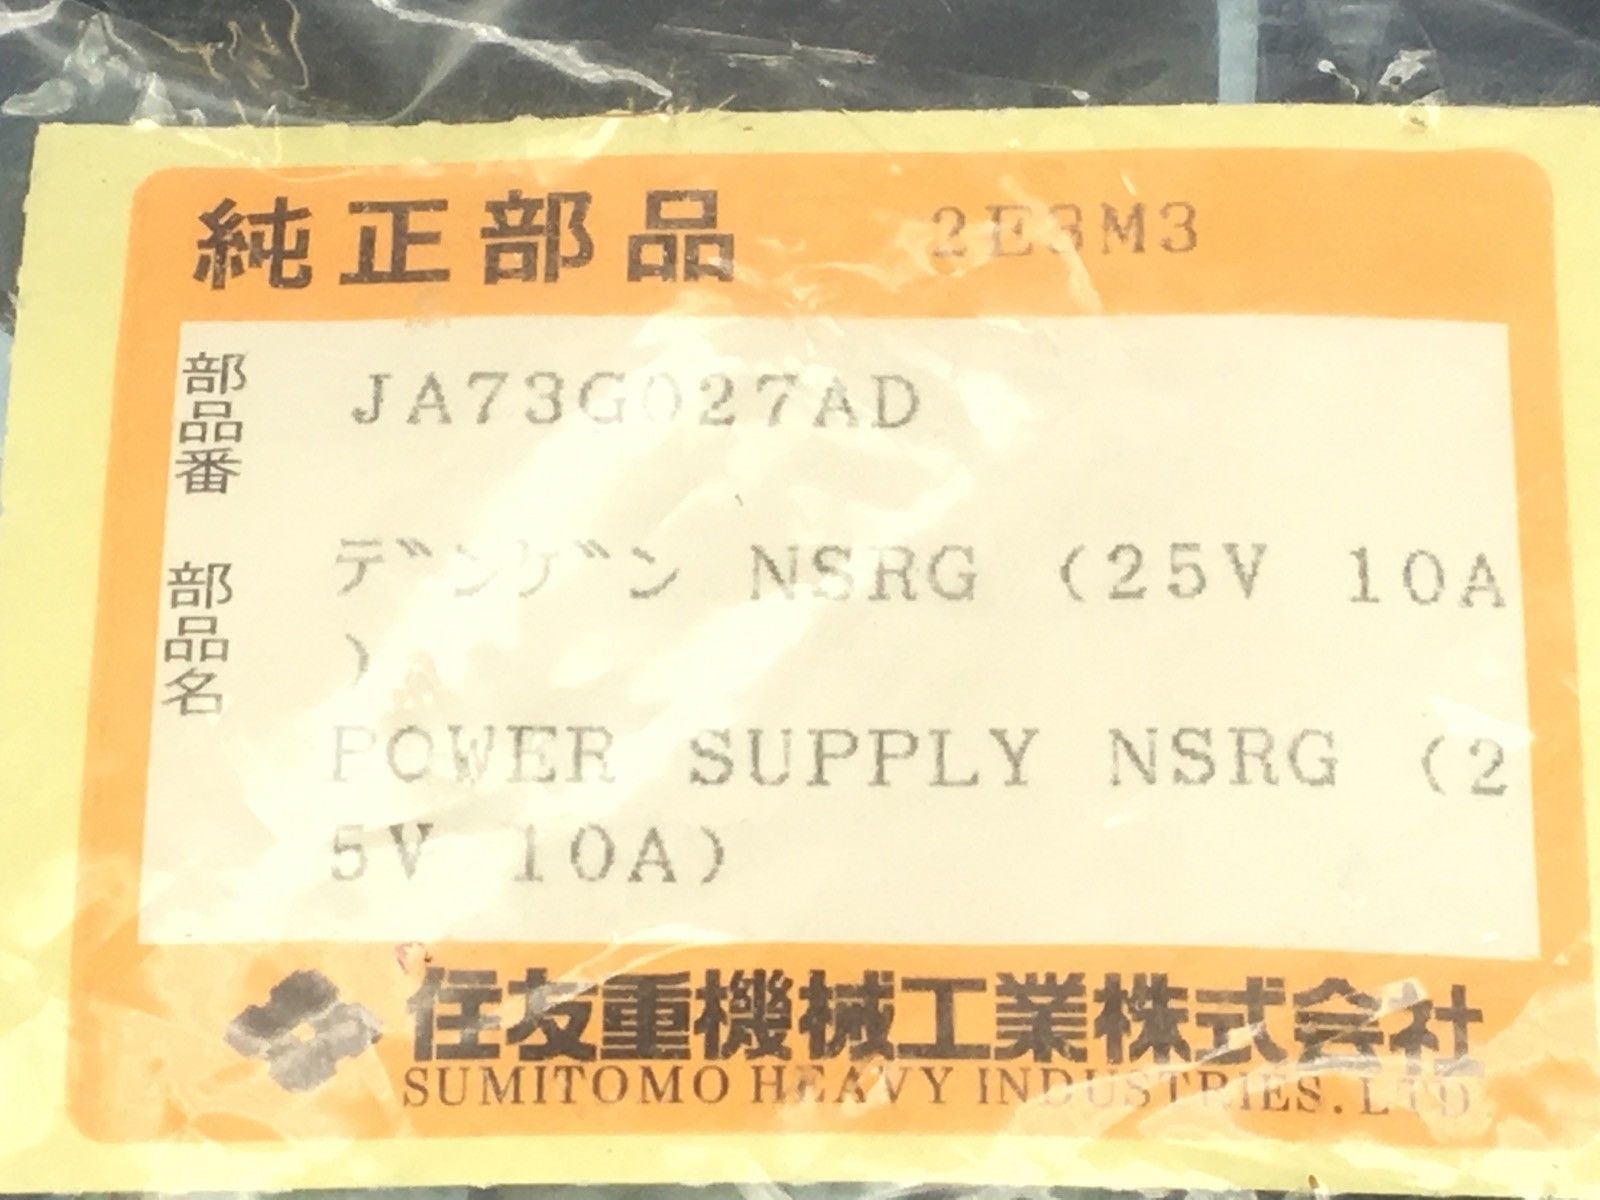 純正部品 2E3M3
部品番 JA73G027AD
部品名 デンゲン NSRG (25V 10A
)
POWER SUPPLY NSRG (2
5V 10A)
住友重機械工業株式会社
SUMITOMO HEAVY INDUSTRIES. LTD.